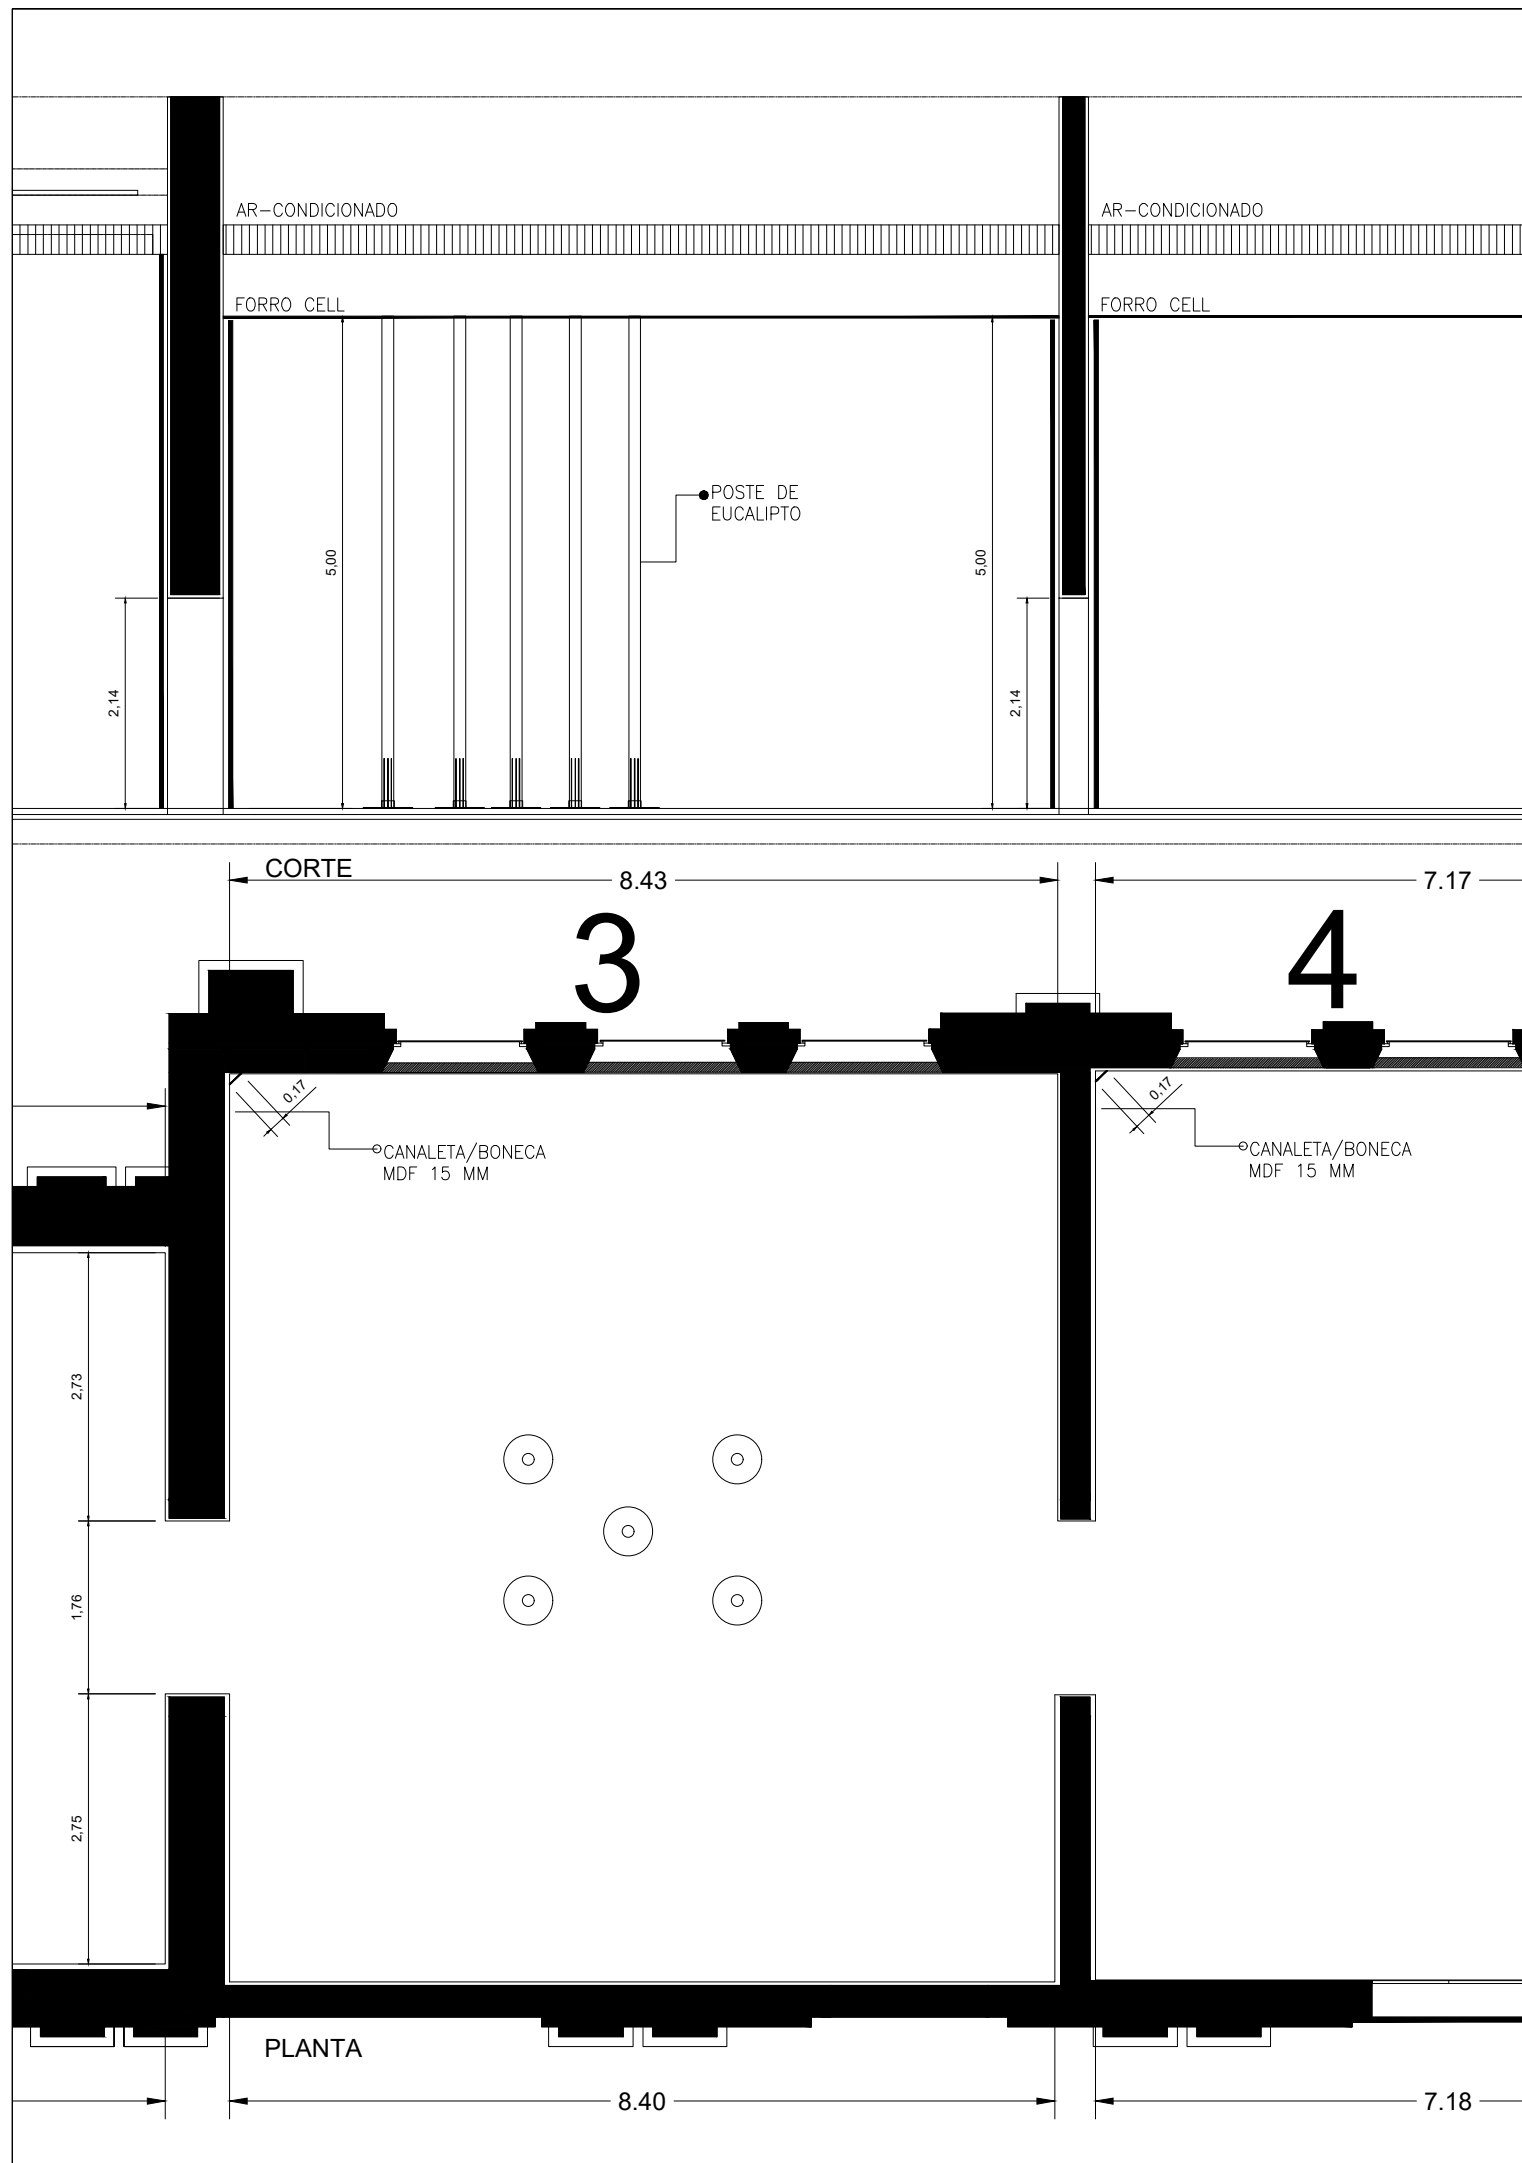 AR-CONDICIONADO
AR-CONDICIONADO
FORRO CELL
FORRO CELL
POSTE DE
EUCALIPTO
5,00
5,00
2,14
2,14
CORTE
8.43
7.17
3
4
0,17
0,17
CANALETA/BONECA
MDF 15 MM
CANALETA/BONECA
MDF 15 MM
2,73
1,76
2,75
PLANTA
8.40
7.18